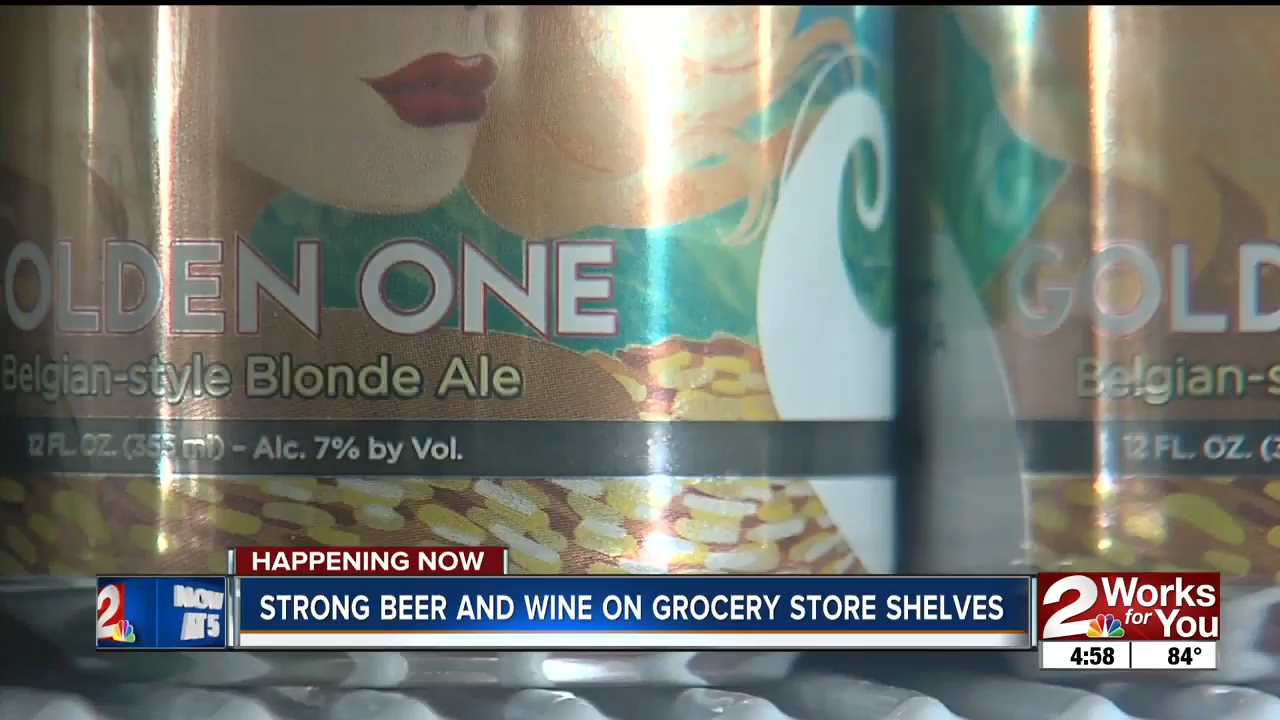 OLDEN ONE
GOLD
Belgian-style Blonde Ale
Belgian-s
12 FL. OZ. (355 ml) – Alc. 7% by Vol.
12 FL. OZ. (3
HAPPENING NOW
2 NOW AT 5
STRONG BEER AND WINE ON GROCERY STORE SHELVES
2 Works for You
4:58 84°